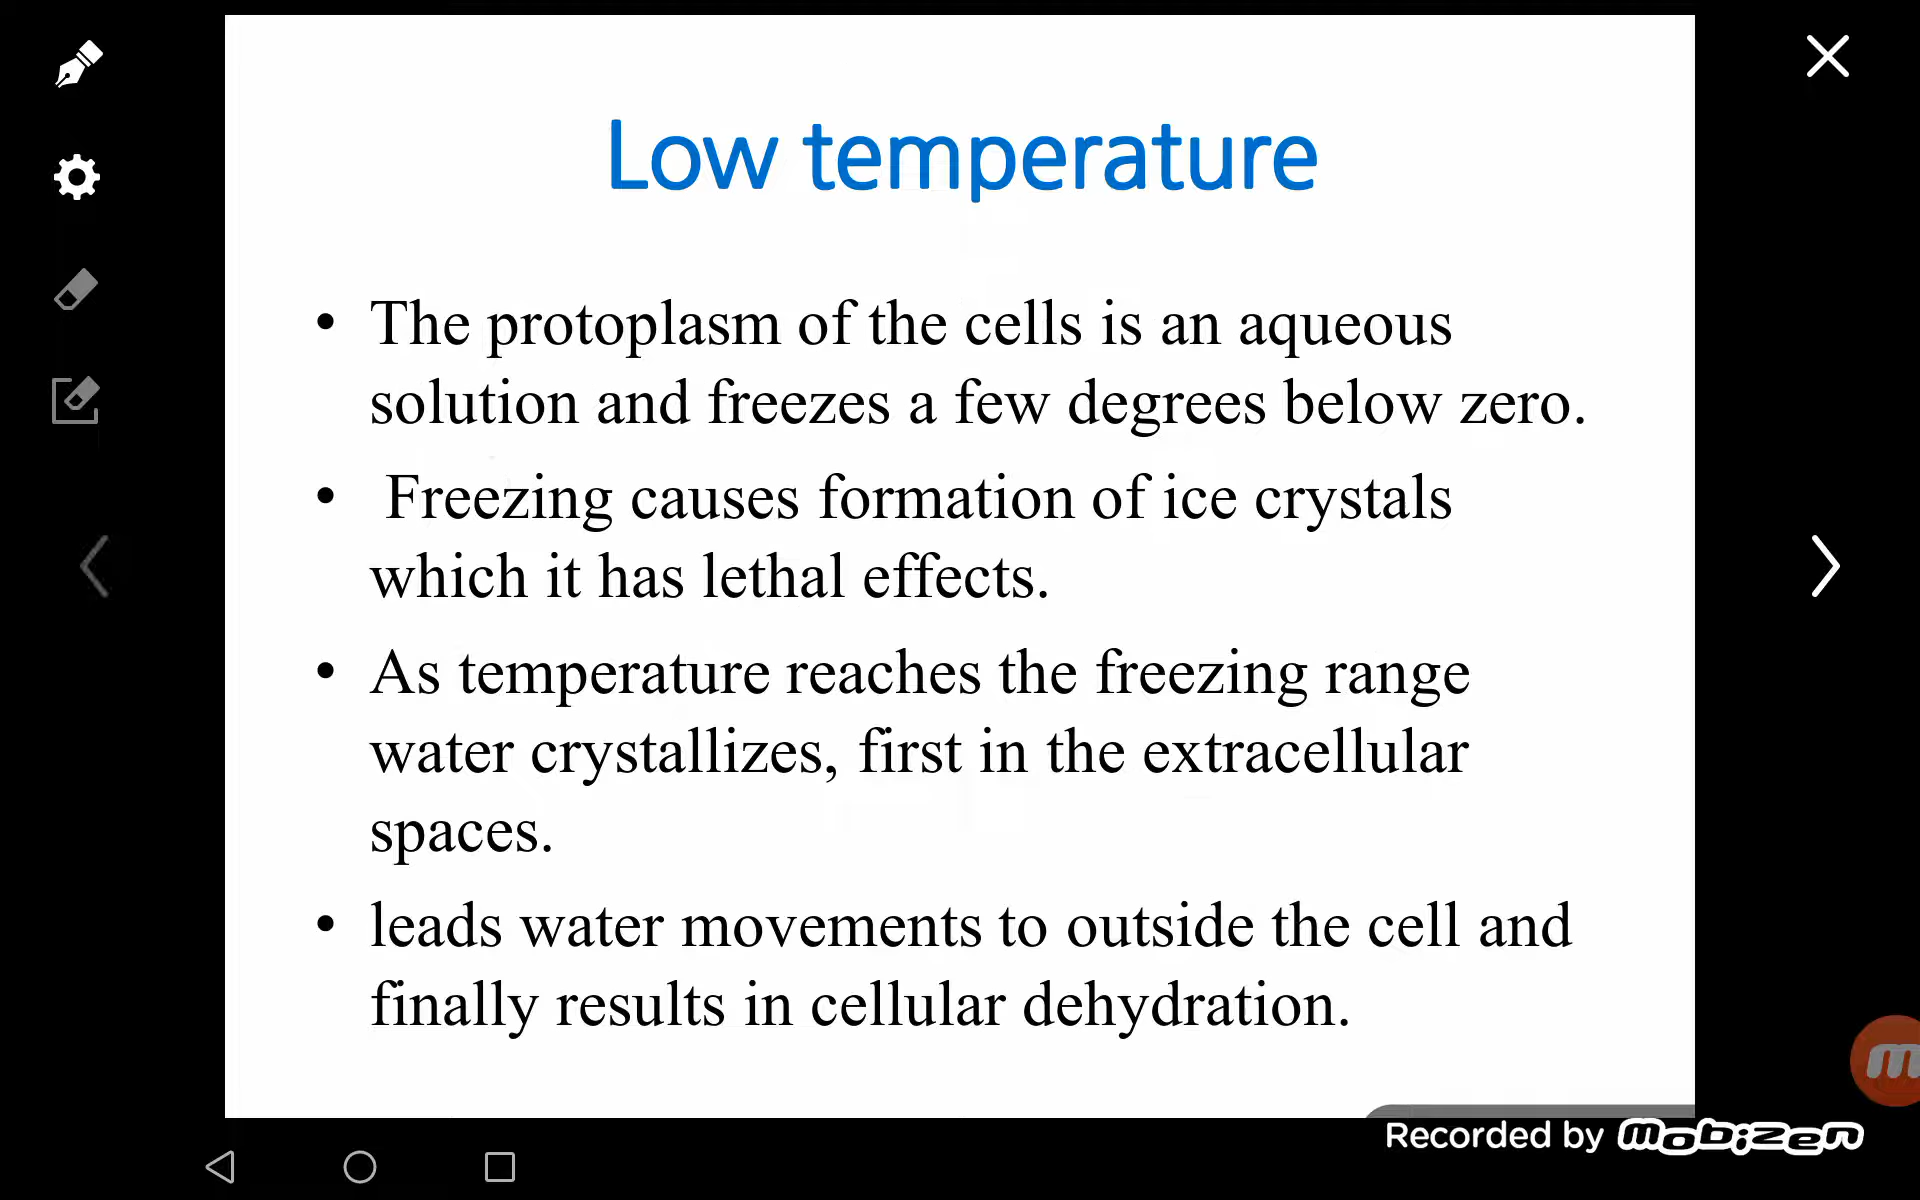 Low temperature
• The protoplasm of the cells is an aqueous
solution and freezes a few degrees below zero.
• Freezing causes formation of ice crystals
which it has lethal effects.
• As temperature reaches the freezing range
water crystallizes, first in the extracellular
spaces.
• leads water movements to outside the cell and
finally results in cellular dehydration.
Recorded by mobizen